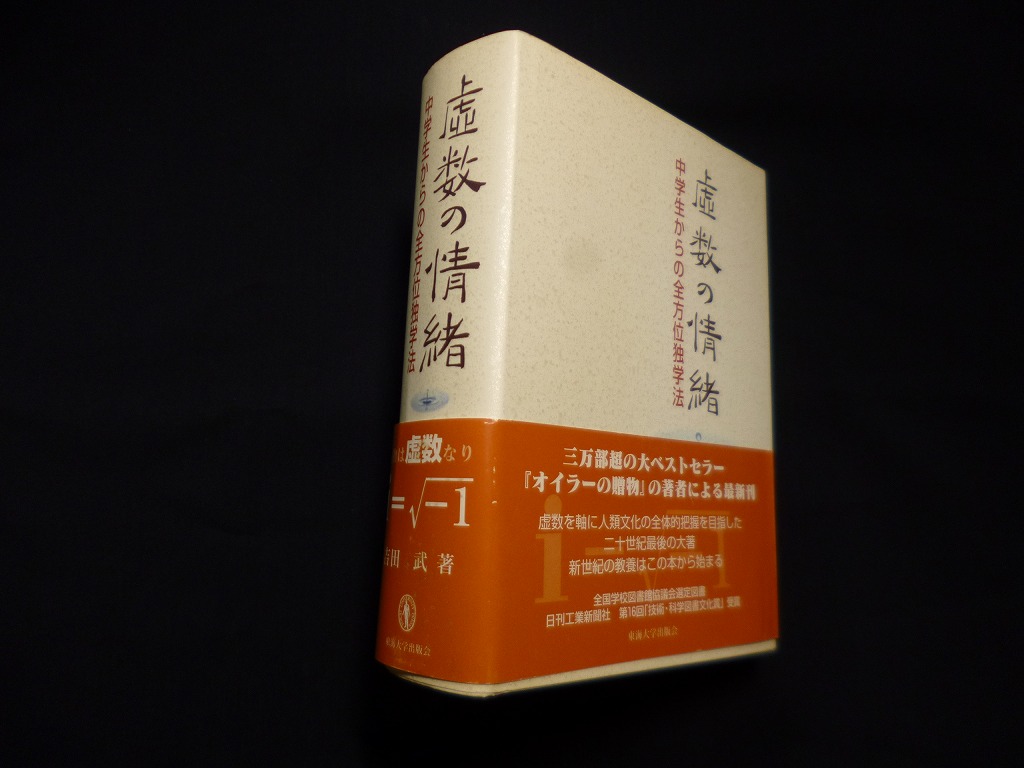 虚数の情緒
中学生からの全方位独学法
は虚数なり
=√−1
吉田 武 著
東海大学出版会
虚数の情緒
中学生からの全方位独学法
三万部超の大ベストセラー
『オイラーの贈物』の著者による最新刊
i=√−1
虚数を軸に人類文化の全体的把握を目指した
二十世紀最後の大著
新世紀の教養はこの本から始まる
全国学校図書館協議会選定図書
日刊工業新聞社 第16回「技術・科学図書文化賞」受賞
東海大学出版会